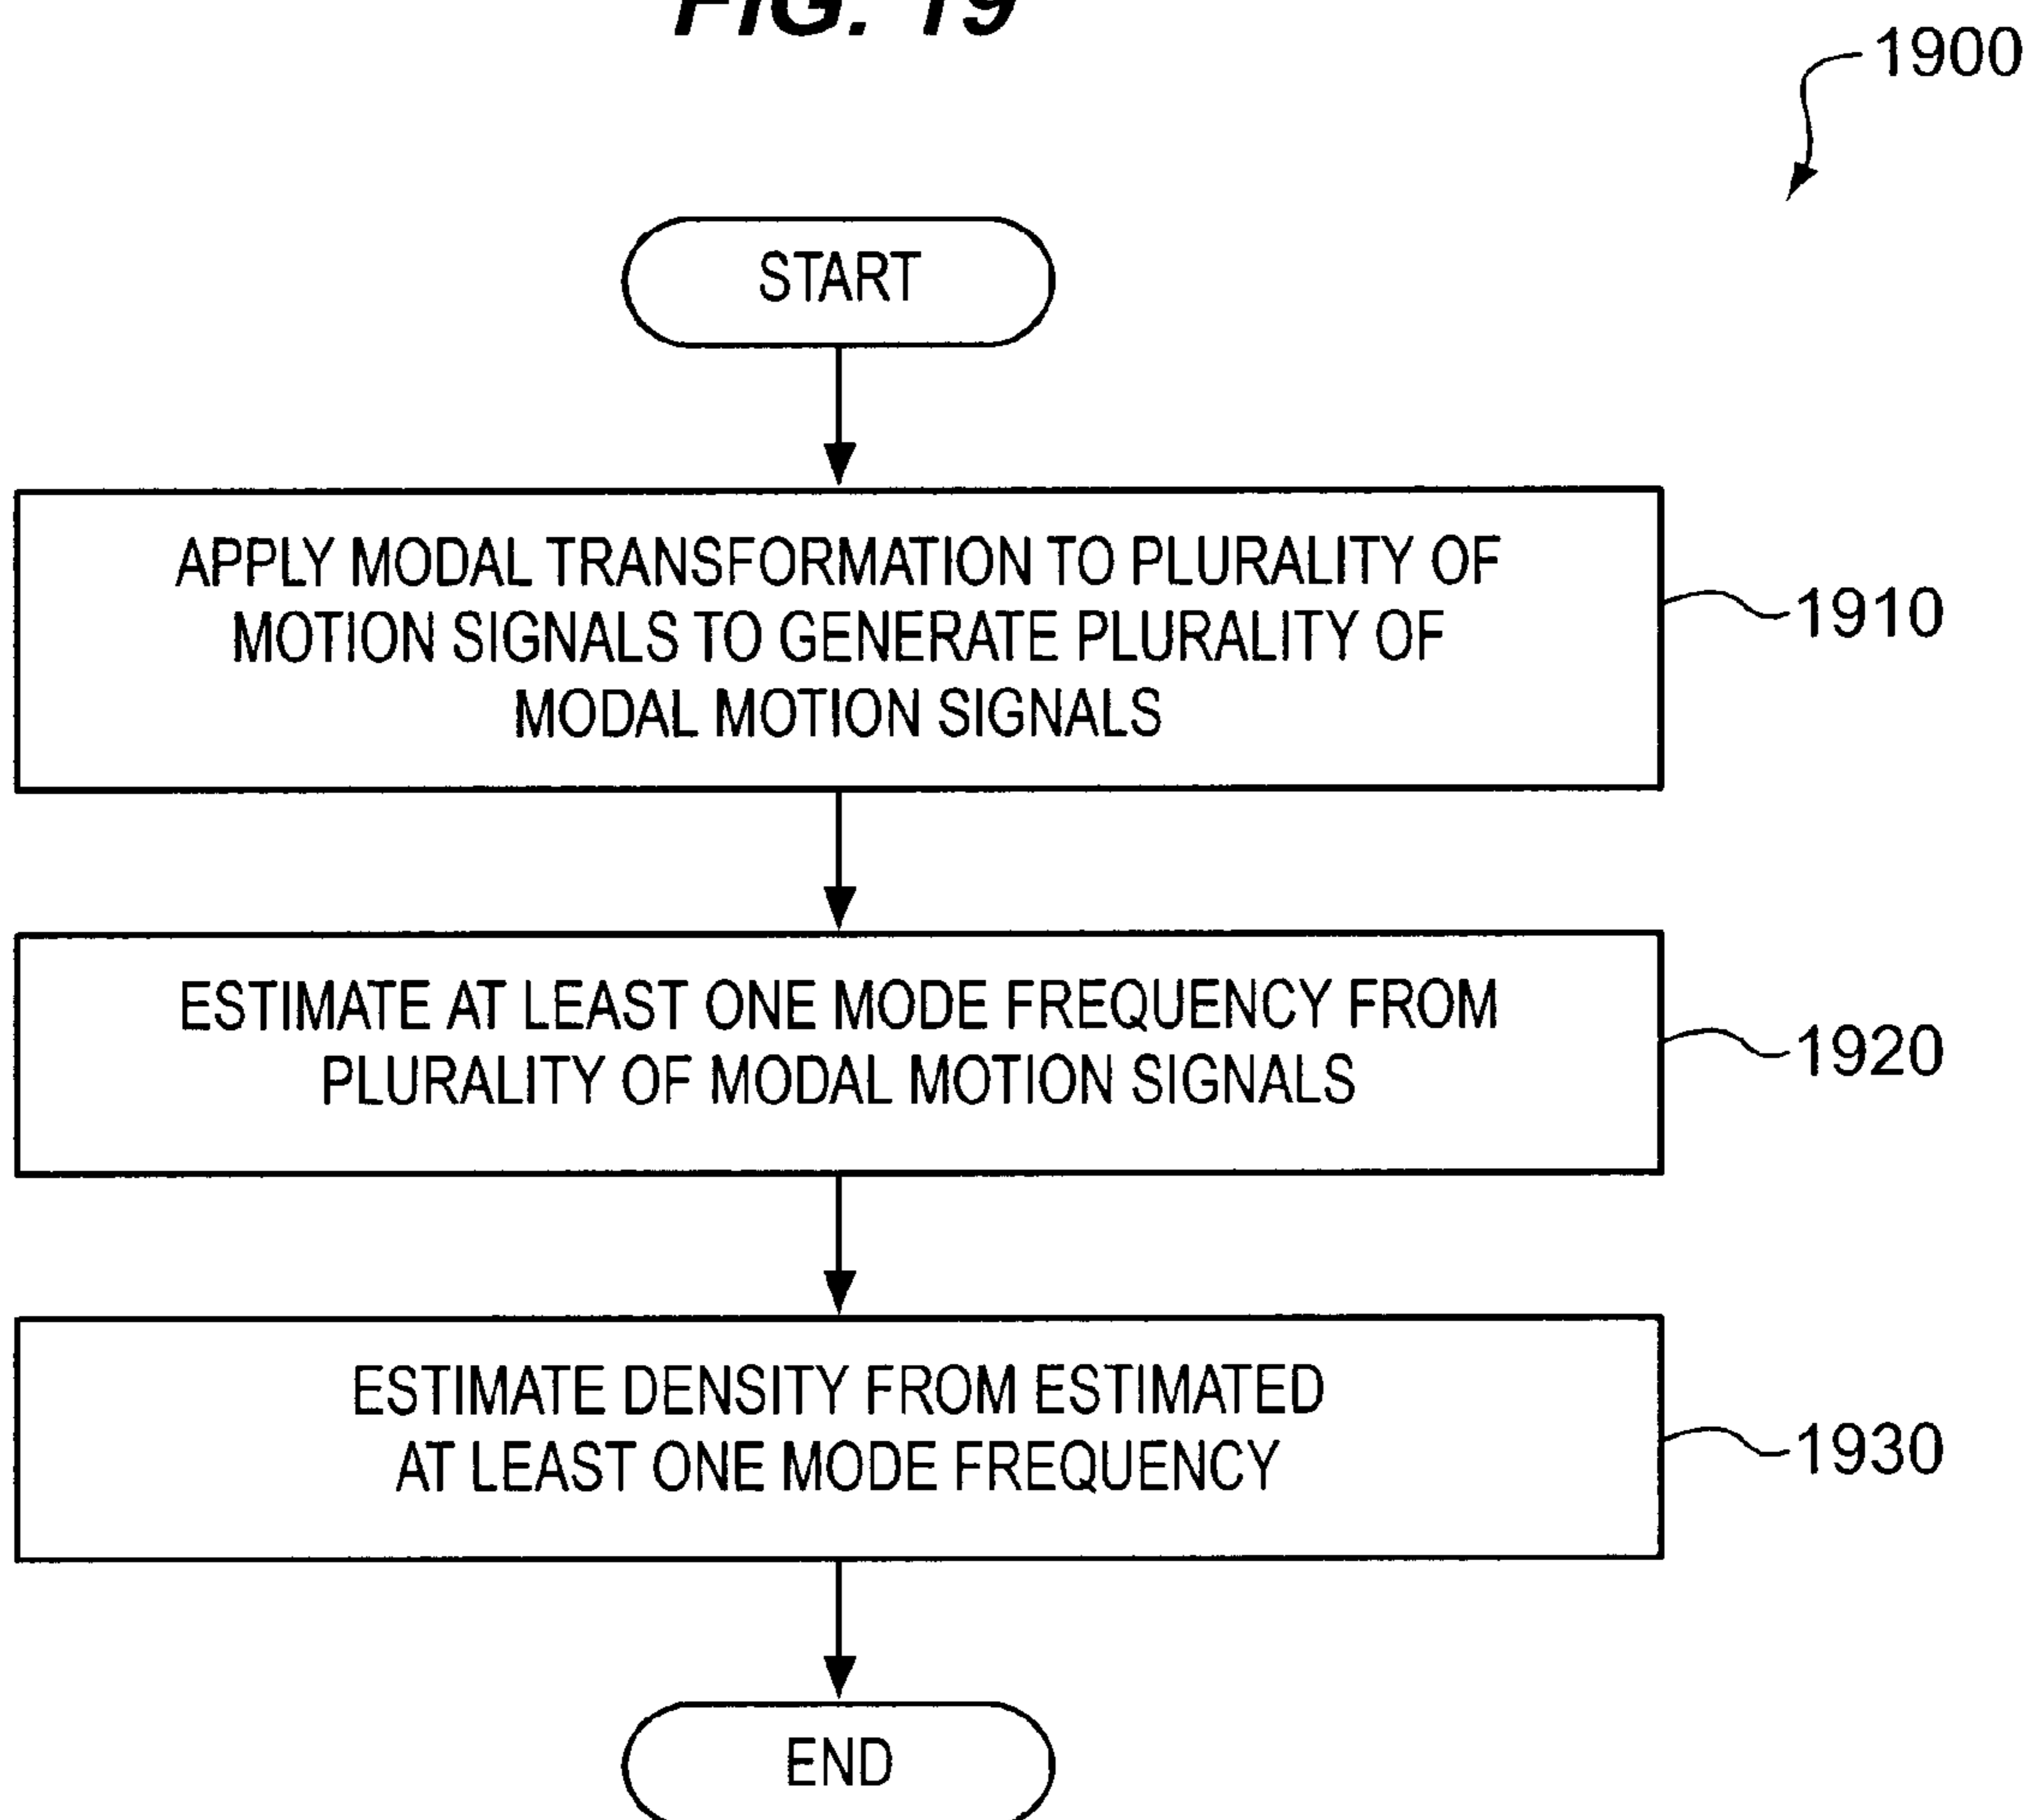 FIG. 19
1900
START
APPLY MODAL TRANSFORMATION TO PLURALITY OF
MOTION SIGNALS TO GENERATE PLURALITY OF
MODAL MOTION SIGNALS
1910
ESTIMATE AT LEAST ONE MODE FREQUENCY FROM
PLURALITY OF MODAL MOTION SIGNALS
1920
ESTIMATE DENSITY FROM ESTIMATED
AT LEAST ONE MODE FREQUENCY
1930
END